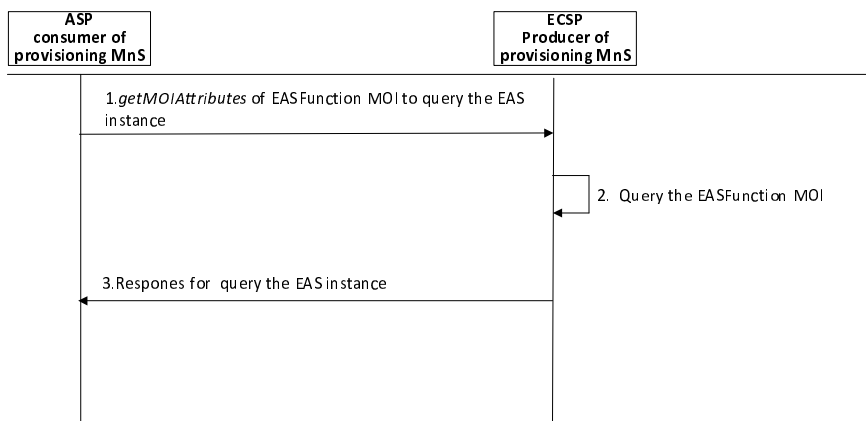 ASP
consumer of
provisioning MnS
ECSP
Producer of
provisioning MnS
1.getMOIAttributes of EASFunction MOI to query the EAS
instance
2. Query the EASFunction MOI
3.Respones for query the EAS instance